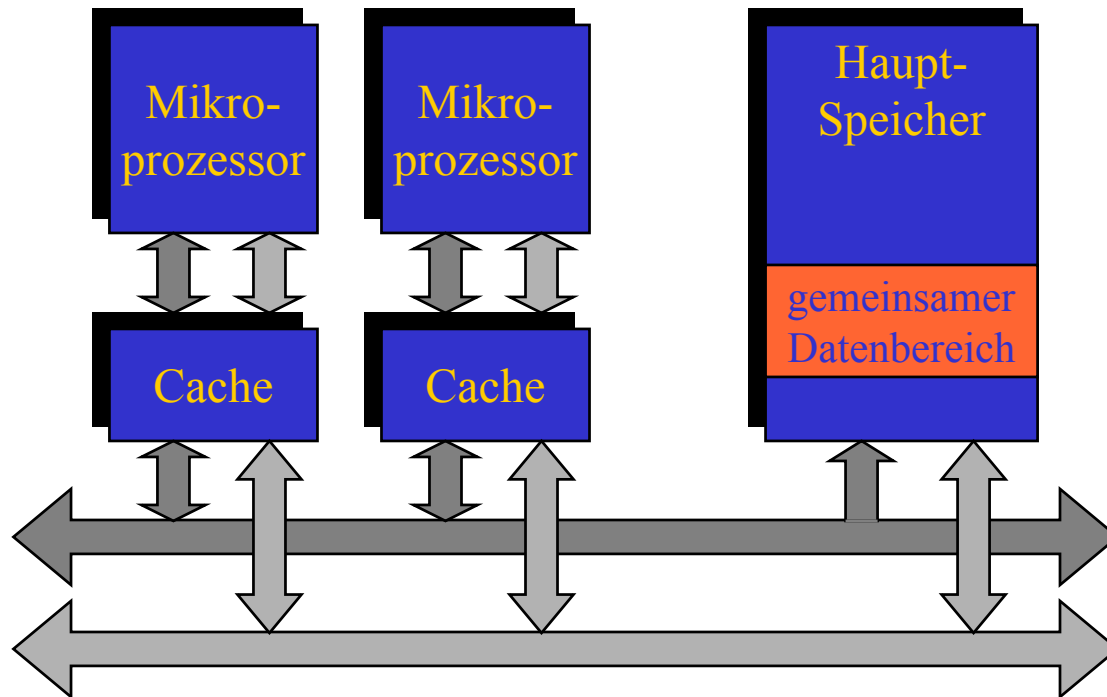 Mikro-
prozessor
Mikro-
prozessor
Haupt-
Speicher
gemeinsamer
Datenbereich
Cache
Cache